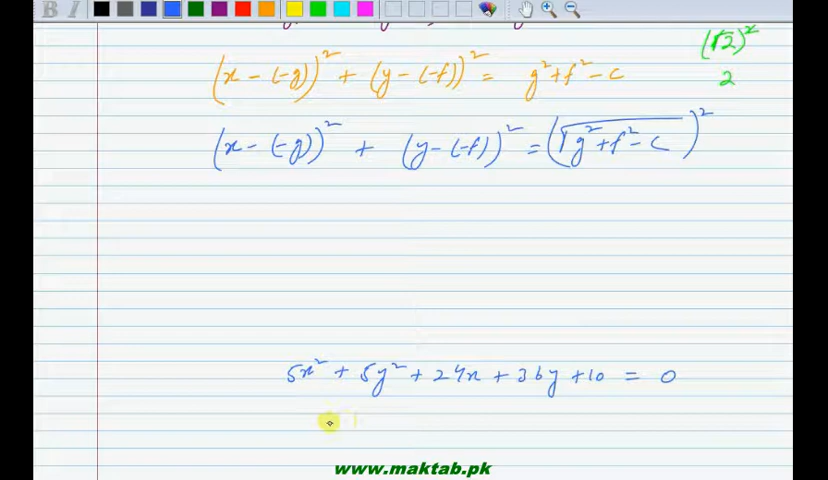 B I
(x - (-g))² + (y - (-f))² = g² + f² - c
(√2)²
2
(x - (-g))² + (y - (-f))² = (√g² + f² - c)²
5x² + 5y² + 24x + 36y + 10 = 0
www.maktab.pk